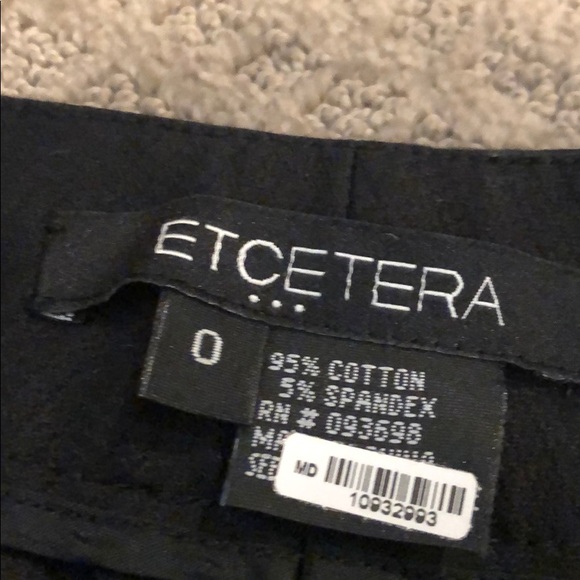 ETCETERA
...
0
95% COTTON
5% SPANDEX
RN # 093698
MD
10932993